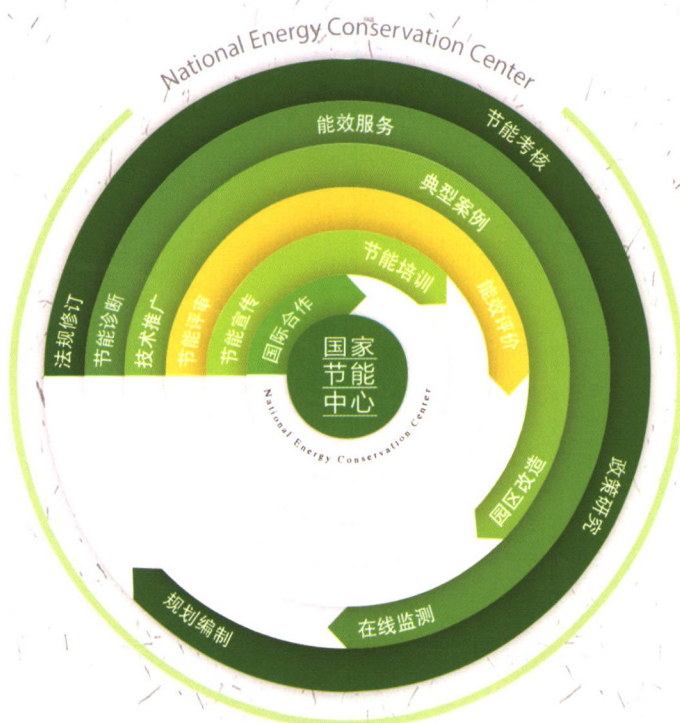 National Energy Conservation Center
节能考核
能效服务
典型案例
节能培训
能效评价
法规修订
节能诊断
技术推广
节能评审
节能宣传
国际合作
国家
节能
中心
National Energy Conservation Center
园区改造
政策研究
在线监测
规划编制